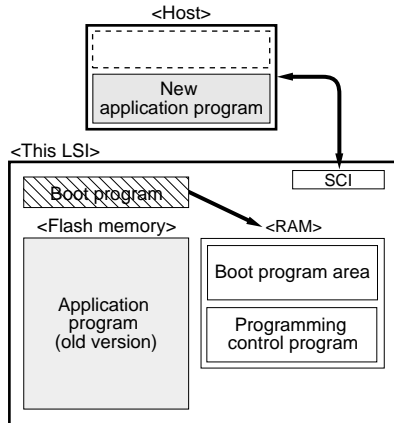 <Host>
New
application program
<This LSI>
SCI
Boot program
<Flash memory>
<RAM>
Application
program
(old version)
Boot program area
Programming
control program